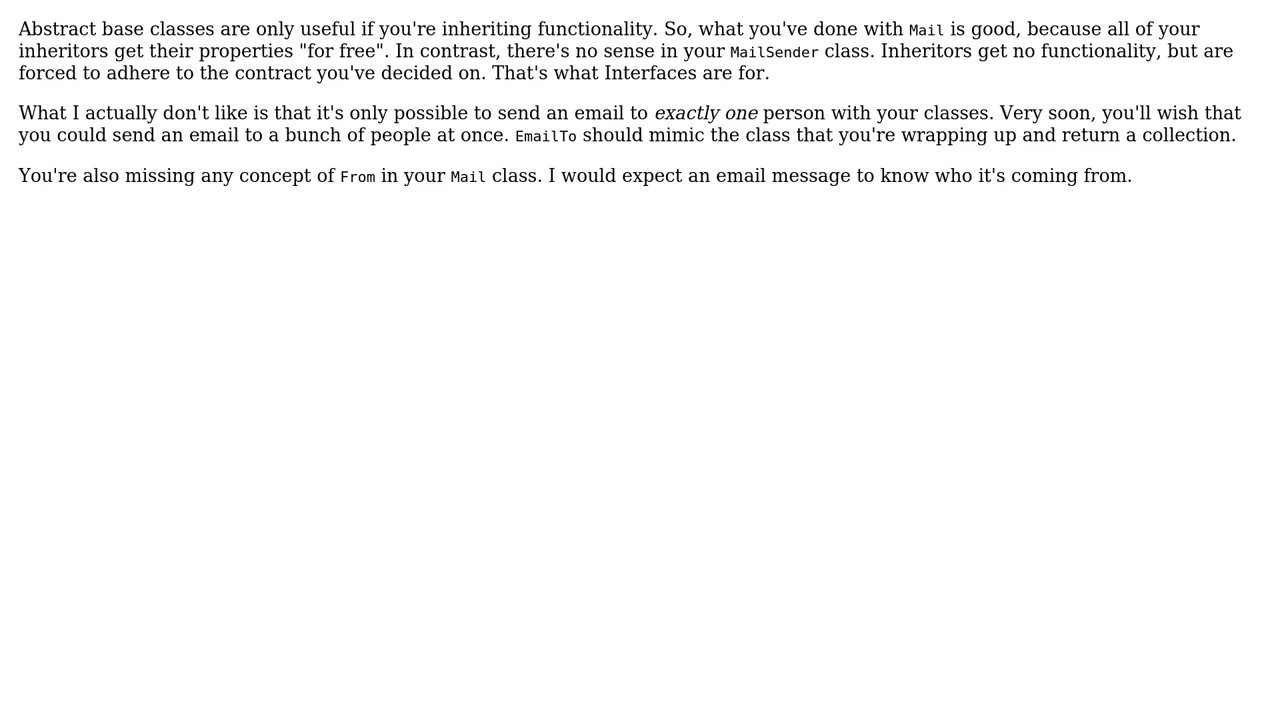 Abstract base classes are only useful if you're inheriting functionality. So, what you've done with Mail is good, because all of your
inheritors get their properties "for free". In contrast, there's no sense in your MailSender class. Inheritors get no functionality, but are
forced to adhere to the contract you've decided on. That's what Interfaces are for.
What I actually don't like is that it's only possible to send an email to exactly one person with your classes. Very soon, you'll wish that
you could send an email to a bunch of people at once. EmailTo should mimic the class that you're wrapping up and return a collection.
You're also missing any concept of From in your Mail class. I would expect an email message to know who it's coming from.